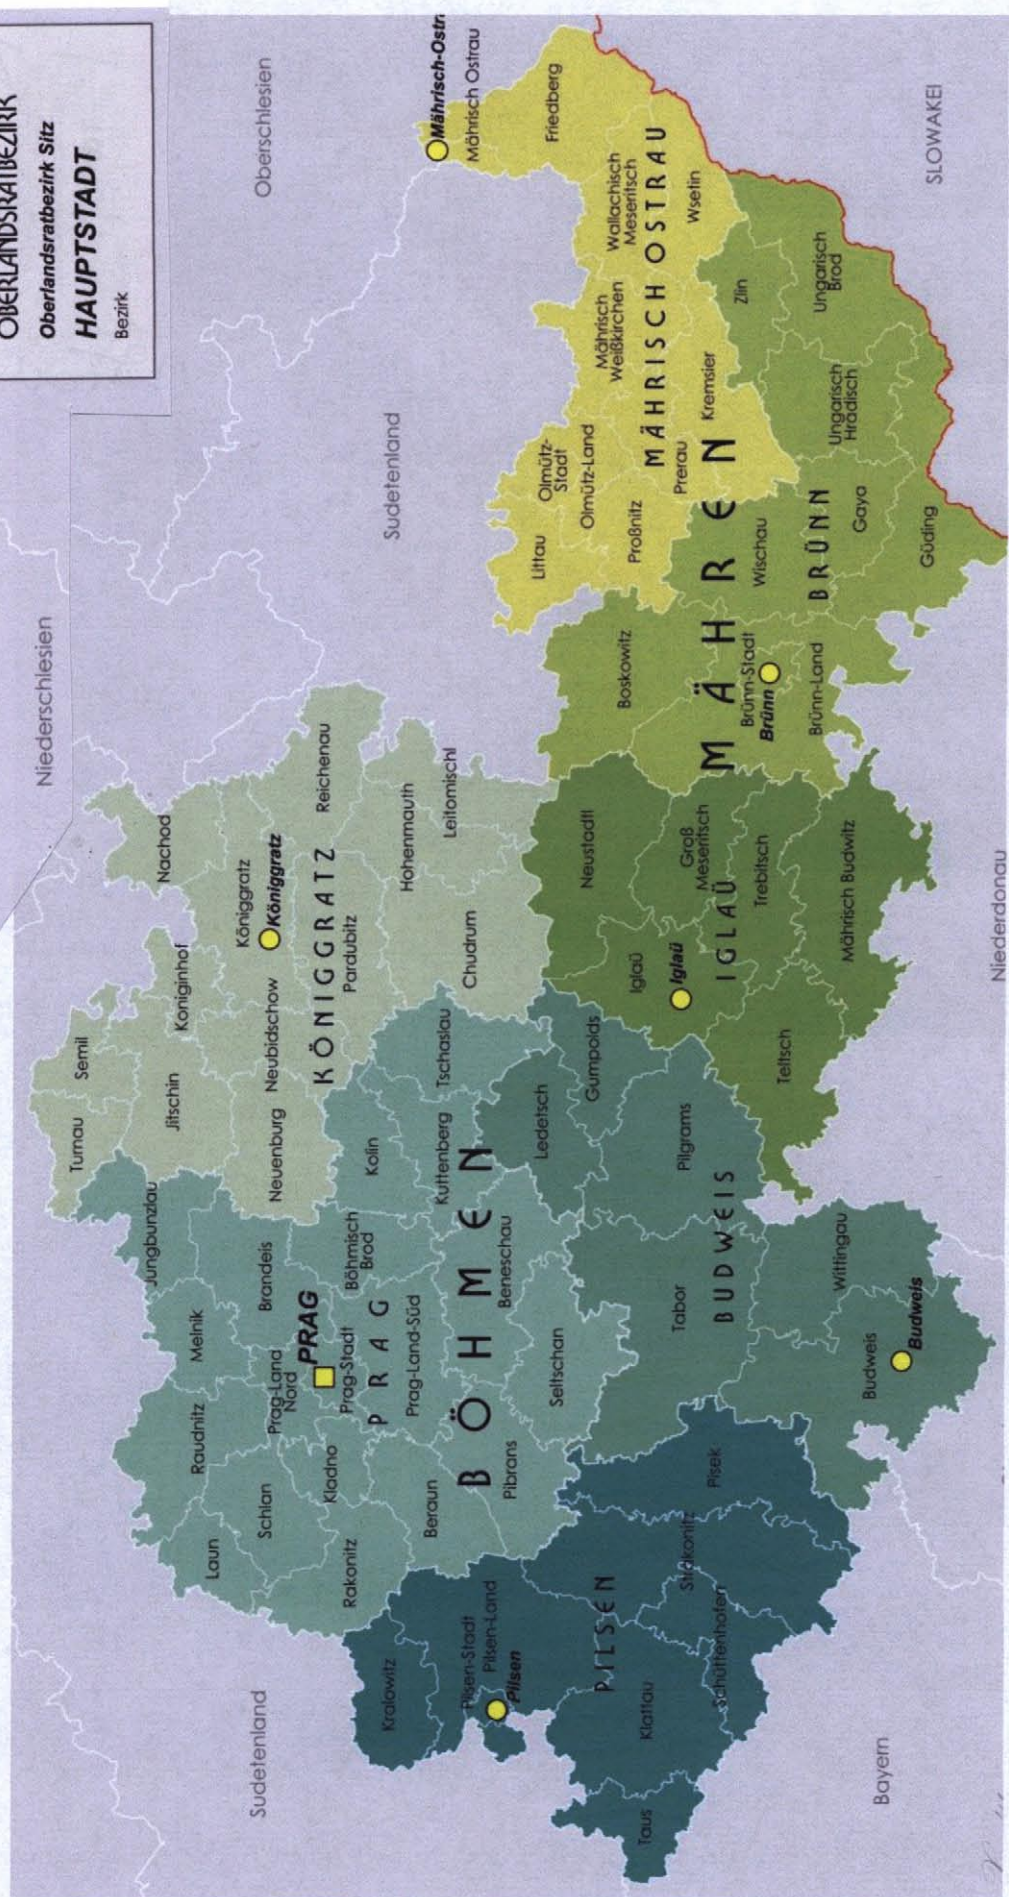 OBERLANDSRATBEZIRK
Oberlandsratbezirk Sitz
HAUPTSTADT
Bezirk
Niederschlesien
Oberschlesien
Sudetenland
Sudetenland
SLOWAKEI
Niederdonau
Bayern
BÖHMEN
MÄHREN
PRAG
Turnau
Semil
Jitschin
Koniginhof
Nachod
Neuenburg
Neubidschow
Königgratz
Königgratz
KÖNIGGRATZ
Pardubitz
Reichenau
Hohenmauth
Leitomischl
Chudrum
Jungbunzlau
Melnik
Brandeis
Raudnitz
Laun
Schlan
Prag-Land
Nord
PRAG
Prag-Stadt
Böhmisch
Brod
Kolin
Kladno
Rakonitz
Prag-Land-Süd
Kuttenberg
Tschaslau
Beraun
Pibrans
Beneschau
Seltschan
Ledetsch
Gumpolds
Pilgrams
Tabor
BUDWEIS
Wittingau
Budweis
Budweis
Kralowitz
Pilsen-Stadt
Pilsen-Land
Pilsen
PILSEN
Klattau
Taus
Schüttenhofen
Strakonitz
Pisek
Neustadtl
Iglaü
Iglaü
IGLAÜ
Groß
Meseritsch
Trebitsch
Teltsch
Mährisch Budwitz
Boskowitz
Brünn-Stadt
Brünn
Brünn-Land
BRÜNN
Wischau
Gaya
Güding
Ungarisch
Hradisch
Ungarisch
Brod
Zlin
Littau
Olmütz-
Stadt
Olmütz-Land
Proßnitz
Prerau
Kremsier
Mährisch
Weißkirchen
MÄHRISCH OSTRAU
Wallachisch
Meseritsch
Wsetin
Friedberg
Mährisch Ostrau
Mährisch-Ostr